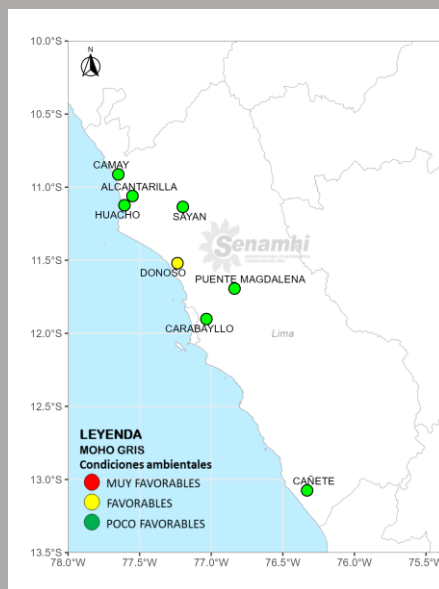 10.0°S
N
10.5°S
CAMAY
11.0°S
ALCANTARILLA
HUACHO
SAYAN
Senamhi
11.5°S
DONOSO
PUENTE MAGDALENA
12.0°S
CARABAYLLO
Lima
12.5°S
LEYENDA
MOHO GRIS
Condiciones ambientales
13.0°S
CAÑETE
MUY FAVORABLES
FAVORABLES
POCO FAVORABLES
13.5°S
78.0°W 77.5°W 77.0°W 76.5°W 76.0°W 75.5°W